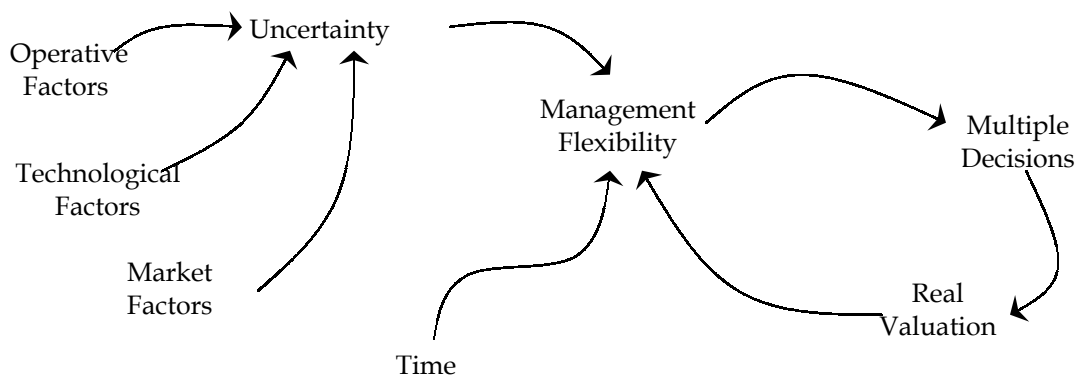 Uncertainty
Operative
Factors
Management
Flexibility
Multiple
Decisions
Technological
Factors
Market
Factors
Real
Valuation
Time